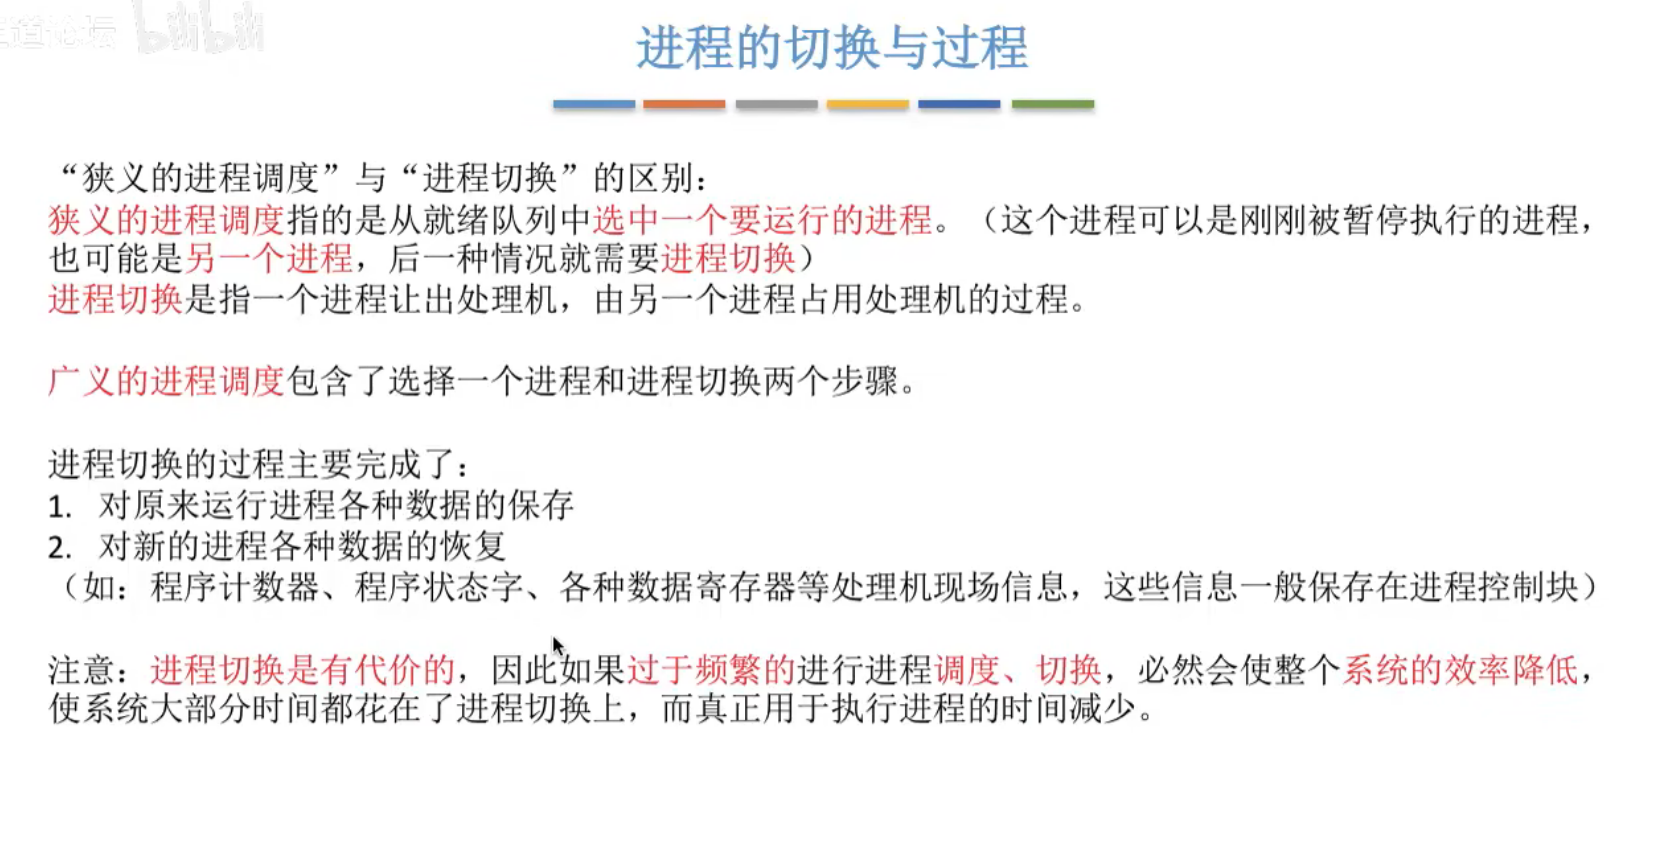 道论坛 bilibili
进程的切换与过程
“狭义的进程调度”与“进程切换”的区别：
狭义的进程调度指的是从就绪队列中选中一个要运行的进程。（这个进程可以是刚刚被暂停执行的进程，
也可能是另一个进程，后一种情况就需要进程切换）
进程切换是指一个进程让出处理机，由另一个进程占用处理机的过程。
广义的进程调度包含了选择一个进程和进程切换两个步骤。
进程切换的过程主要完成了：
1. 对原来运行进程各种数据的保存
2. 对新的进程各种数据的恢复
（如：程序计数器、程序状态字、各种数据寄存器等处理机现场信息，这些信息一般保存在进程控制块）
注意：进程切换是有代价的，因此如果过于频繁的进行进程调度、切换，必然会使整个系统的效率降低，
使系统大部分时间都花在了进程切换上，而真正用于执行进程的时间减少。